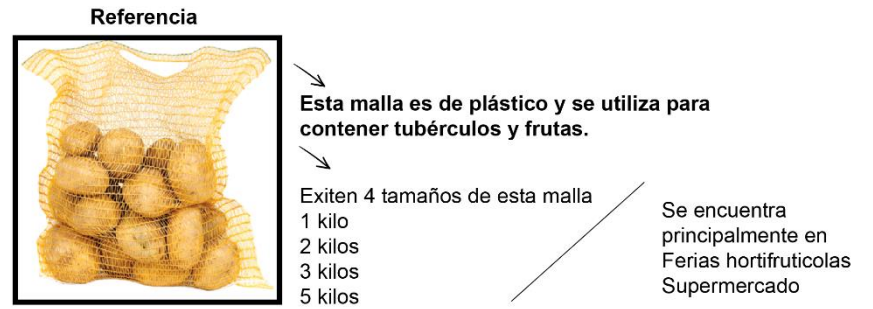 Referencia
Esta malla es de plástico y se utiliza para
contener tubérculos y frutas.
Exiten 4 tamaños de esta malla
1 kilo
2 kilos
3 kilos
5 kilos
Se encuentra
principalmente en
Ferias hortifruticolas
Supermercado